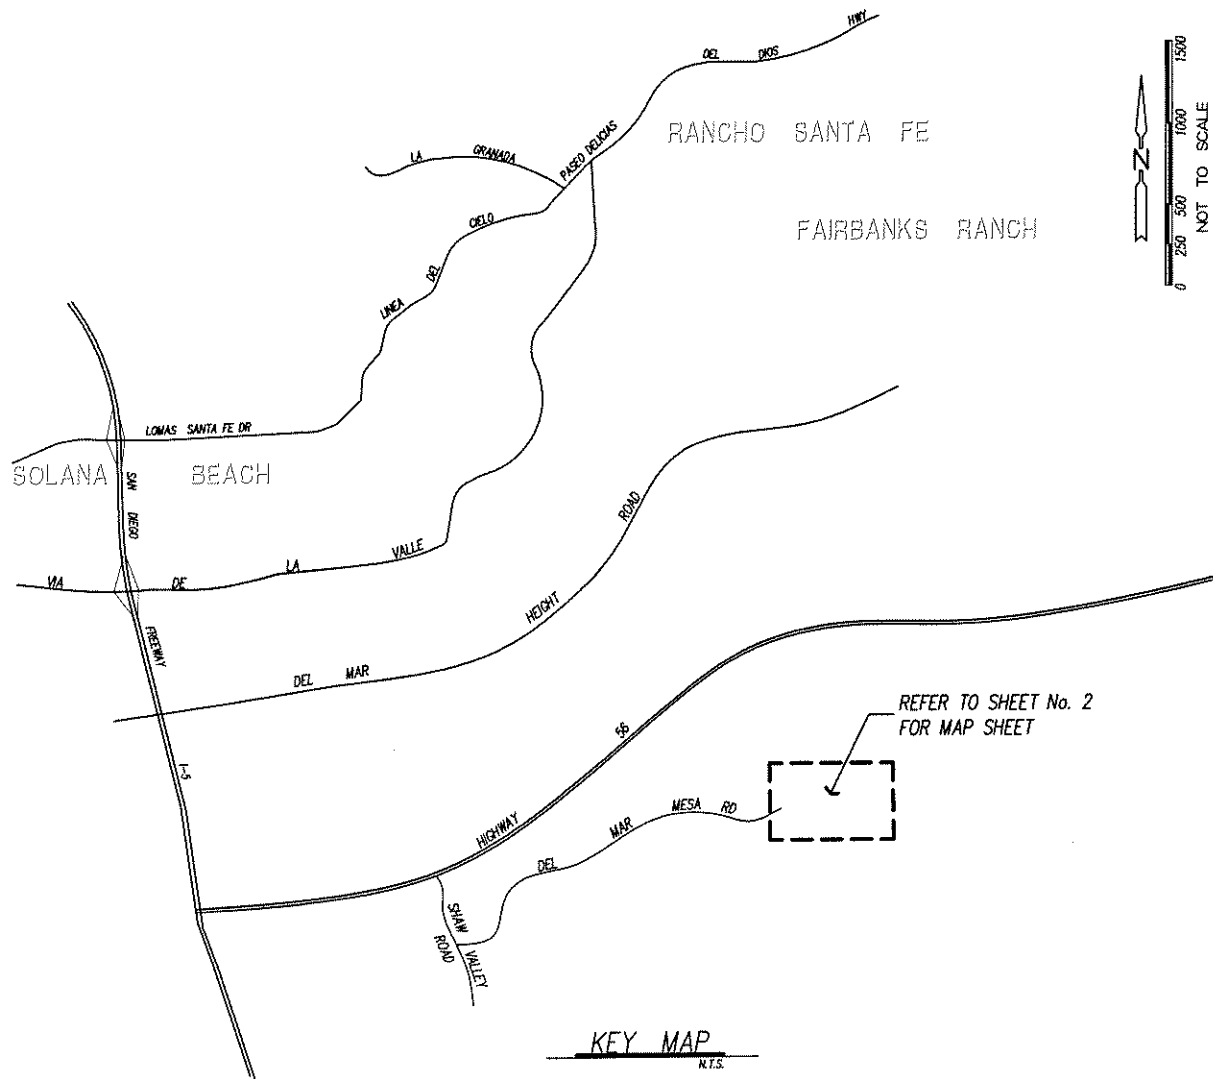 HWY
DEL DIOS
RANCHO SANTA FE
PASEO DELICIAS
LA GRANADA
FAIRBANKS RANCH
1500
1000
500
250
0
N
NOT TO SCALE
LINEA DEL CIELO
LOMAS SANTA FE DR
SOLANA BEACH
SAN DIEGO FREEWAY
VIA DE LA VALLE
DEL MAR HEIGHT ROAD
I-5
HIGHWAY 56
REFER TO SHEET No. 2
FOR MAP SHEET
DEL MAR MESA RD
SHAW VALLEY
ROAD
KEY MAP
N.T.S.